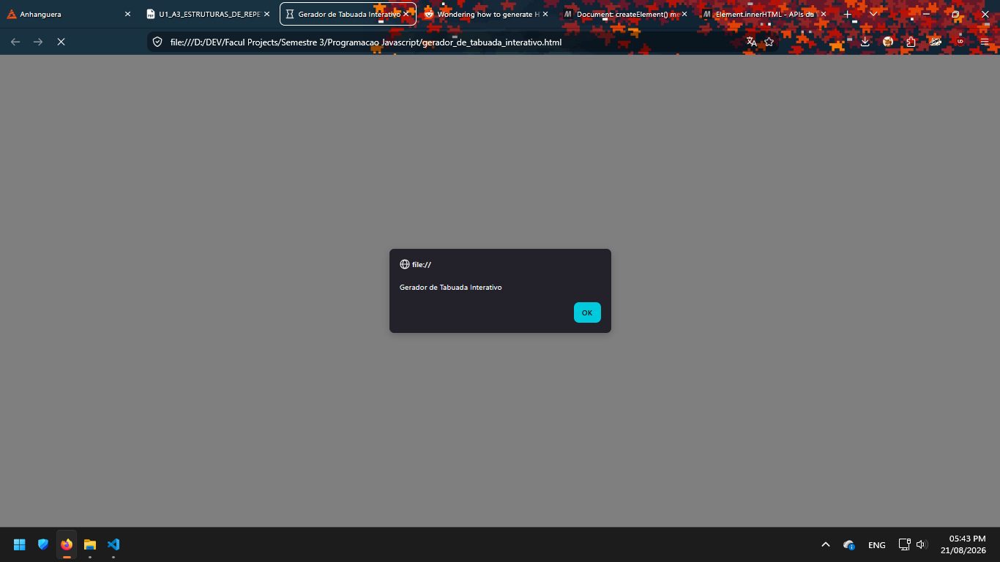 Anhanguera
U1_A3_ESTRUTURAS_DE_REPE
Gerador de Tabuada Interativo
Wondering how to generate H
Document: createElement() me
Element.innerHTML - APIs da
file:///D:/DEV/Facul Projects/Semestre 3/Programacao Javascript/gerador_de_tabuada_interativo.html
file://
Gerador de Tabuada Interativo
OK
ENG
05:43 PM
21/08/2026